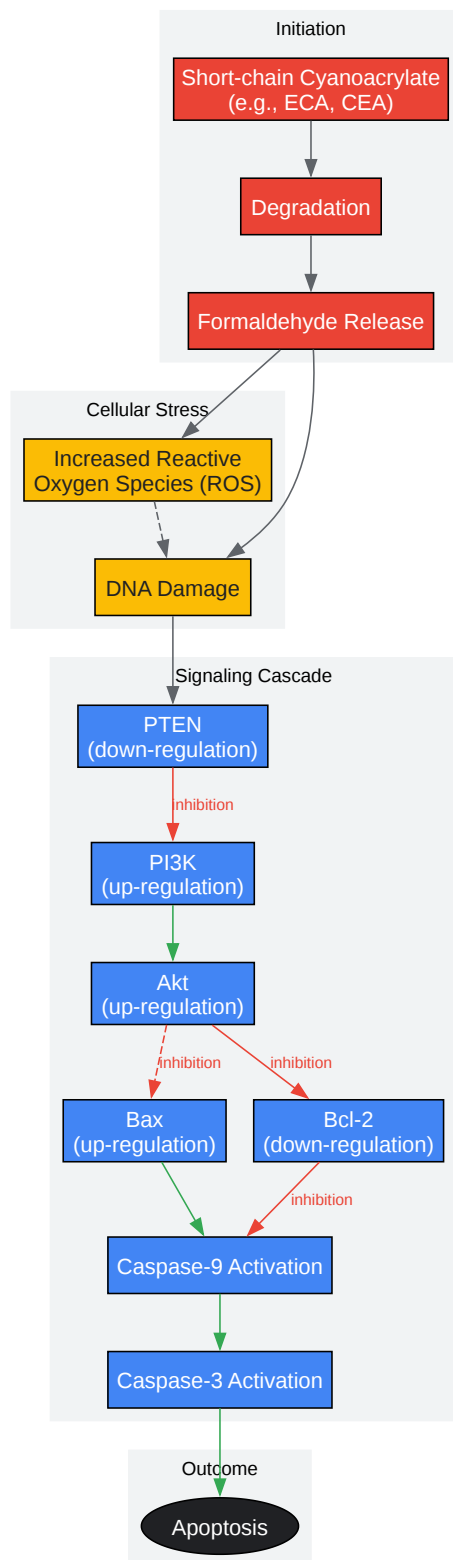 Initiation
Short-chain Cyanoacrylate
(e.g., ECA, CEA)
Degradation
Formaldehyde Release
Cellular Stress
Increased Reactive
Oxygen Species (ROS)
DNA Damage
Signaling Cascade
PTEN
(down-regulation)
inhibition
PI3K
(up-regulation)
Akt
(up-regulation)
inhibition
inhibition
Bax
(up-regulation)
Bcl-2
(down-regulation)
inhibition
Caspase-9 Activation
Caspase-3 Activation
Outcome
Apoptosis